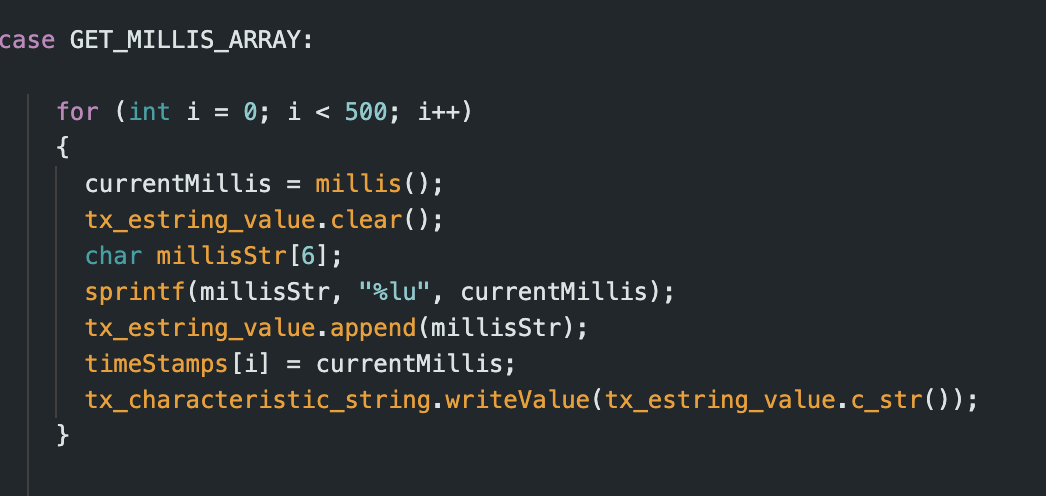 case GET_MILLIS_ARRAY:
for (int i = 0; i < 500; i++)
{
currentMillis = millis();
tx_estring_value.clear();
char millisStr[6];
sprintf(millisStr, "%lu", currentMillis);
tx_estring_value.append(millisStr);
timeStamps[i] = currentMillis;
tx_characteristic_string.writeValue(tx_estring_value.c_str());
}